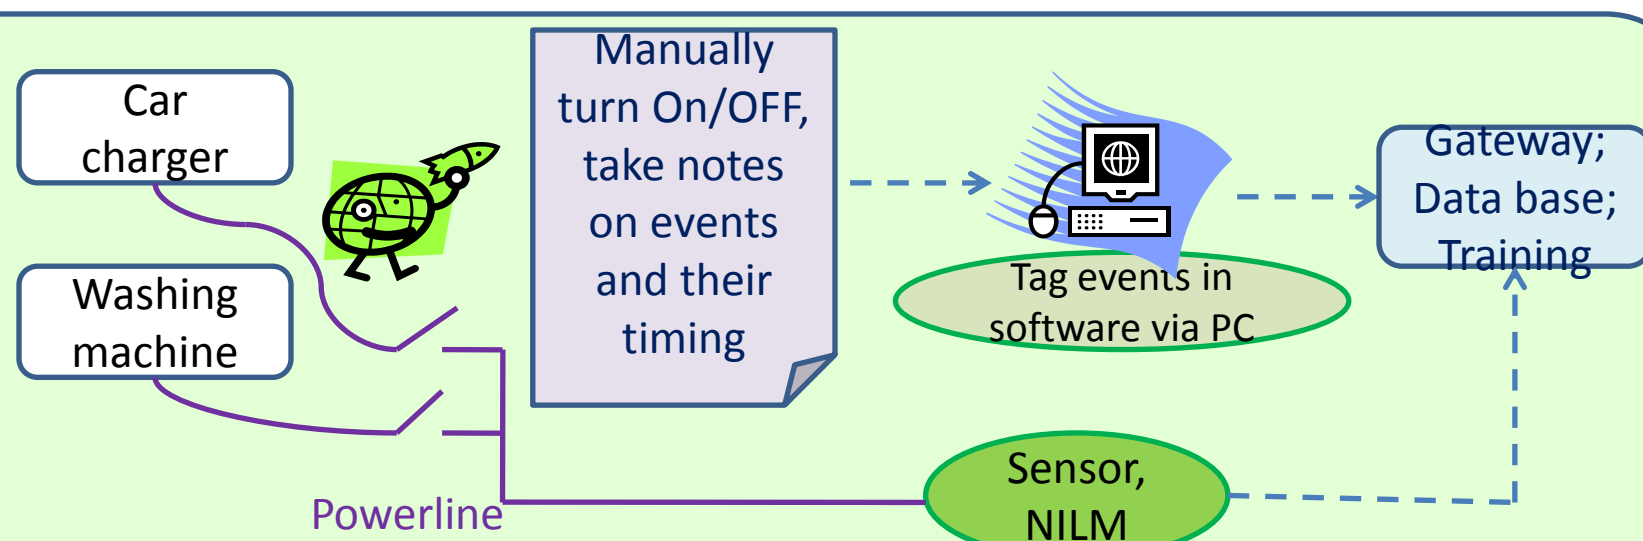 Car
charger
Washing
machine
Powerline
Manually
turn On/OFF,
take notes
on events
and their
timing
Tag events in
software via PC
Sensor,
NILM
Gateway;
Data base;
Training